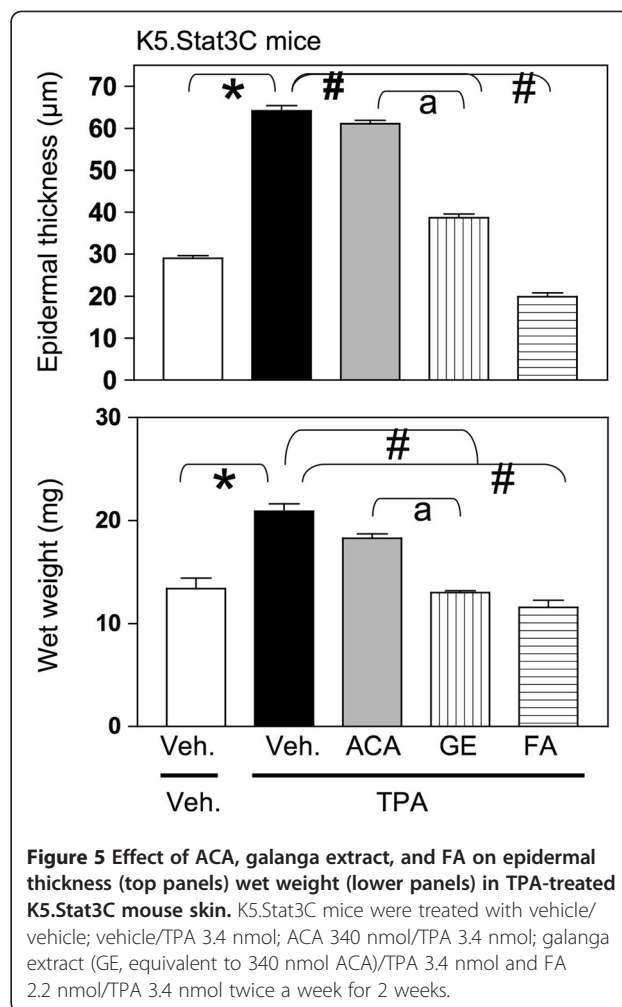 K5.Stat3C mice
Epidermal thickness (µm)
70
60
50
40
30
20
10
0
*
#
#
a
Wet weight (mg)
30
20
10
0
*
#
#
a
Veh. Veh. ACA GE FA
Veh. TPA
Figure 5 Effect of ACA, galanga extract, and FA on epidermal
thickness (top panels) wet weight (lower panels) in TPA-treated
K5.Stat3C mouse skin. K5.Stat3C mice were treated with vehicle/
vehicle; vehicle/TPA 3.4 nmol; ACA 340 nmol/TPA 3.4 nmol; galanga
extract (GE, equivalent to 340 nmol ACA)/TPA 3.4 nmol and FA
2.2 nmol/TPA 3.4 nmol twice a week for 2 weeks.